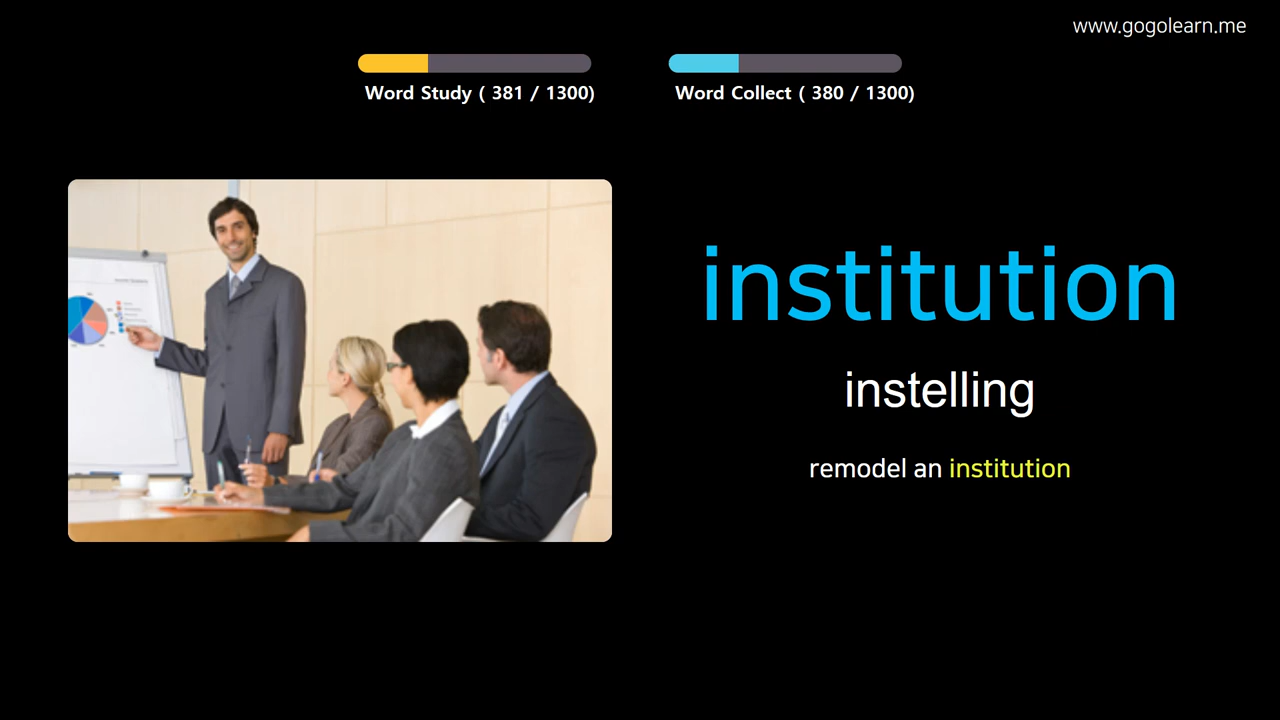 www.gogolearn.me
Word Study ( 381 / 1300)
Word Collect ( 380 / 1300)
institution
instelling
remodel an institution